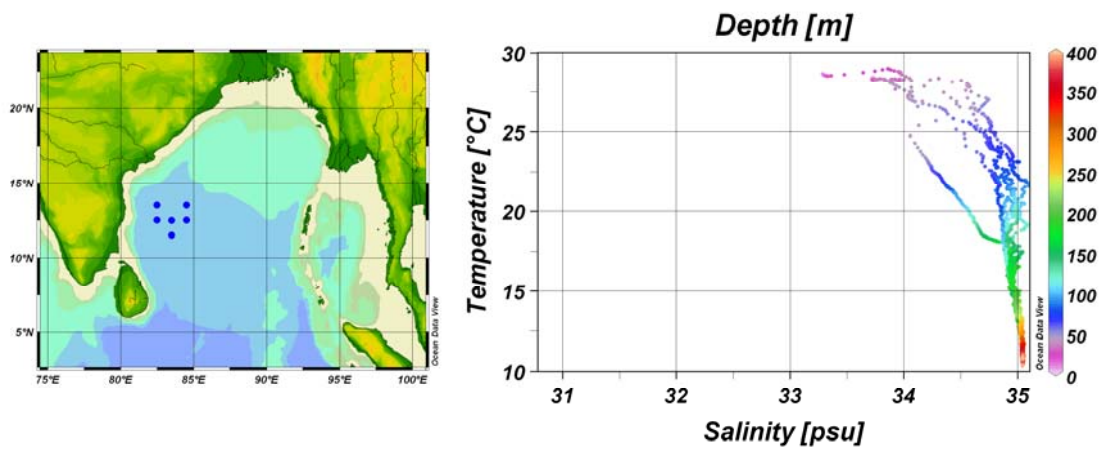 20°N
15°N
10°N
5°N
75°E 80°E 85°E 90°E 95°E 100°E
Ocean Data View
Depth [m]
Temperature [°C]
30
25
20
15
10
31 32 33 34 35
Salinity [psu]
Ocean Data View
400
350
300
250
200
150
100
50
0